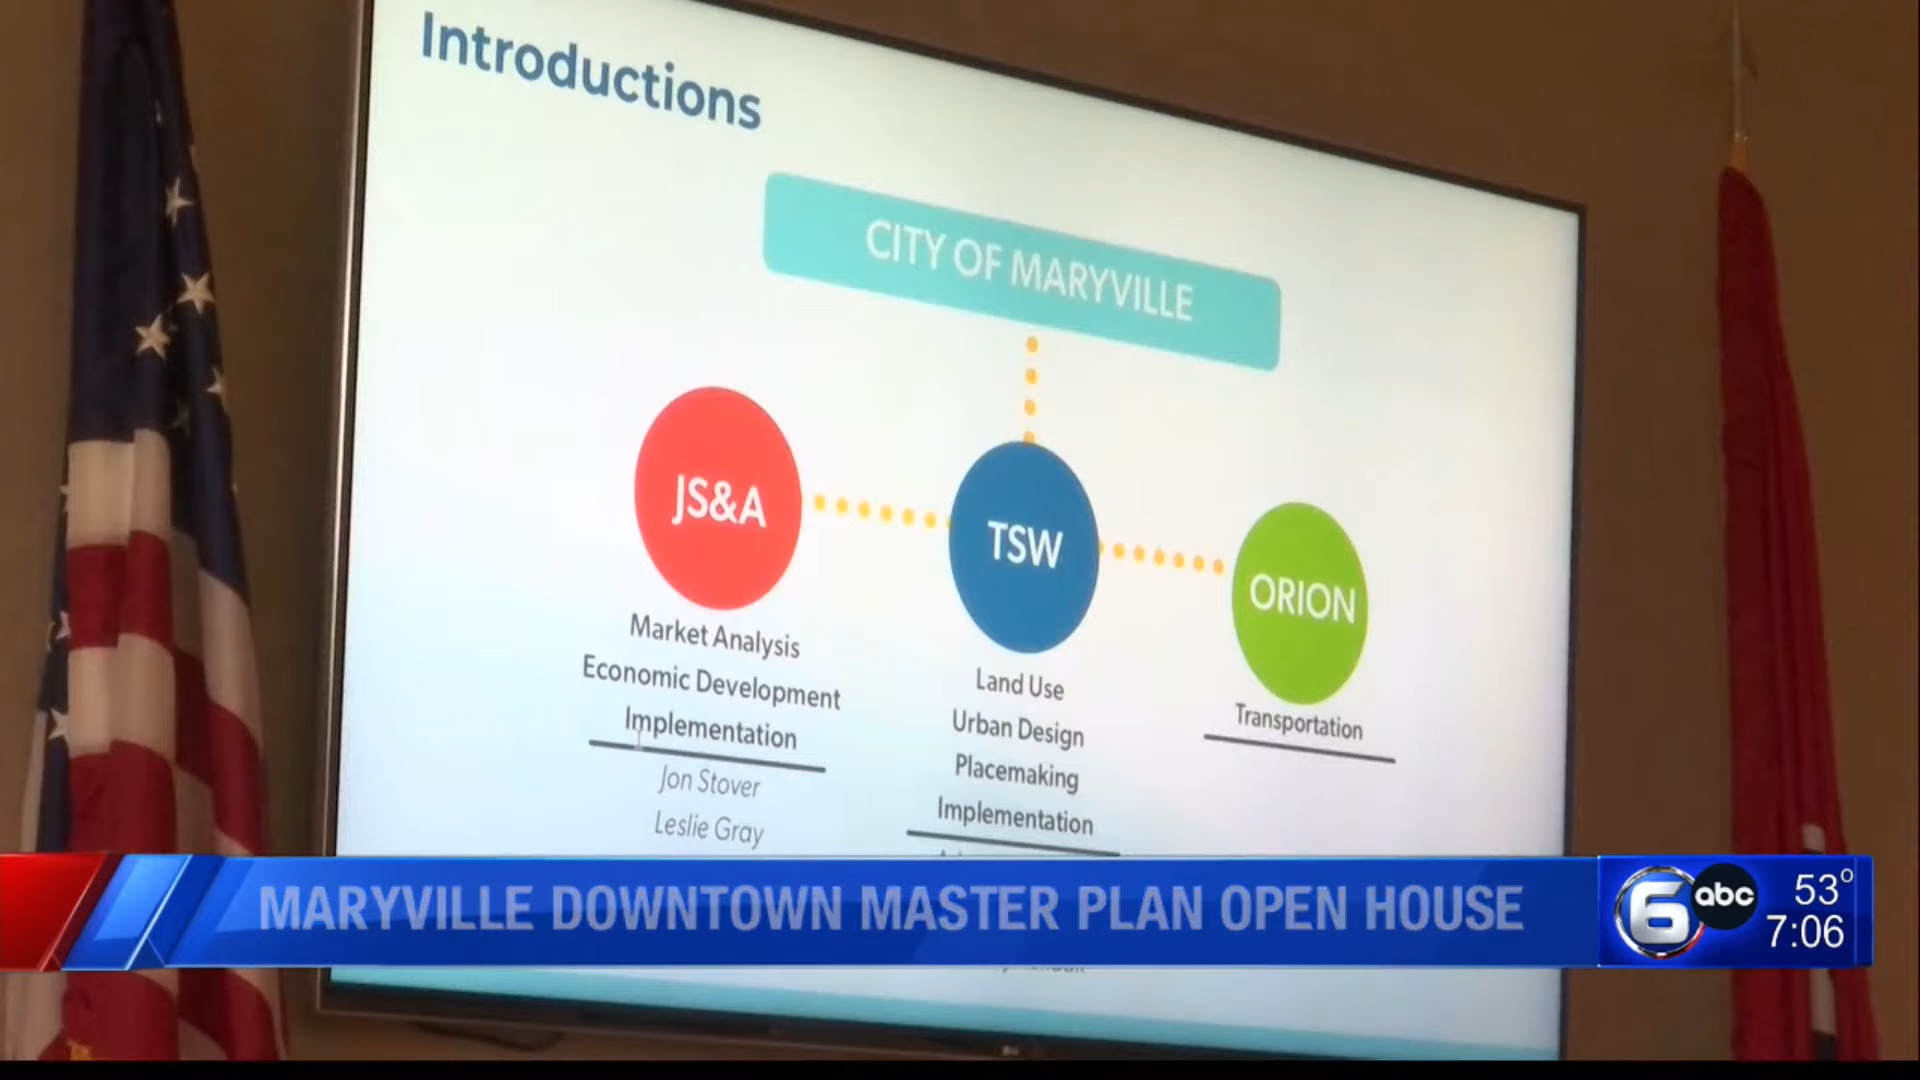 Introductions
CITY OF MARYVILLE
JS&A
TSW
ORION
Market Analysis
Economic Development
Implementation
Jon Stover
Leslie Gray
Land Use
Urban Design
Placemaking
Implementation
Transportation
MARYVILLE DOWNTOWN MASTER PLAN OPEN HOUSE
6
abc
53°
7:06